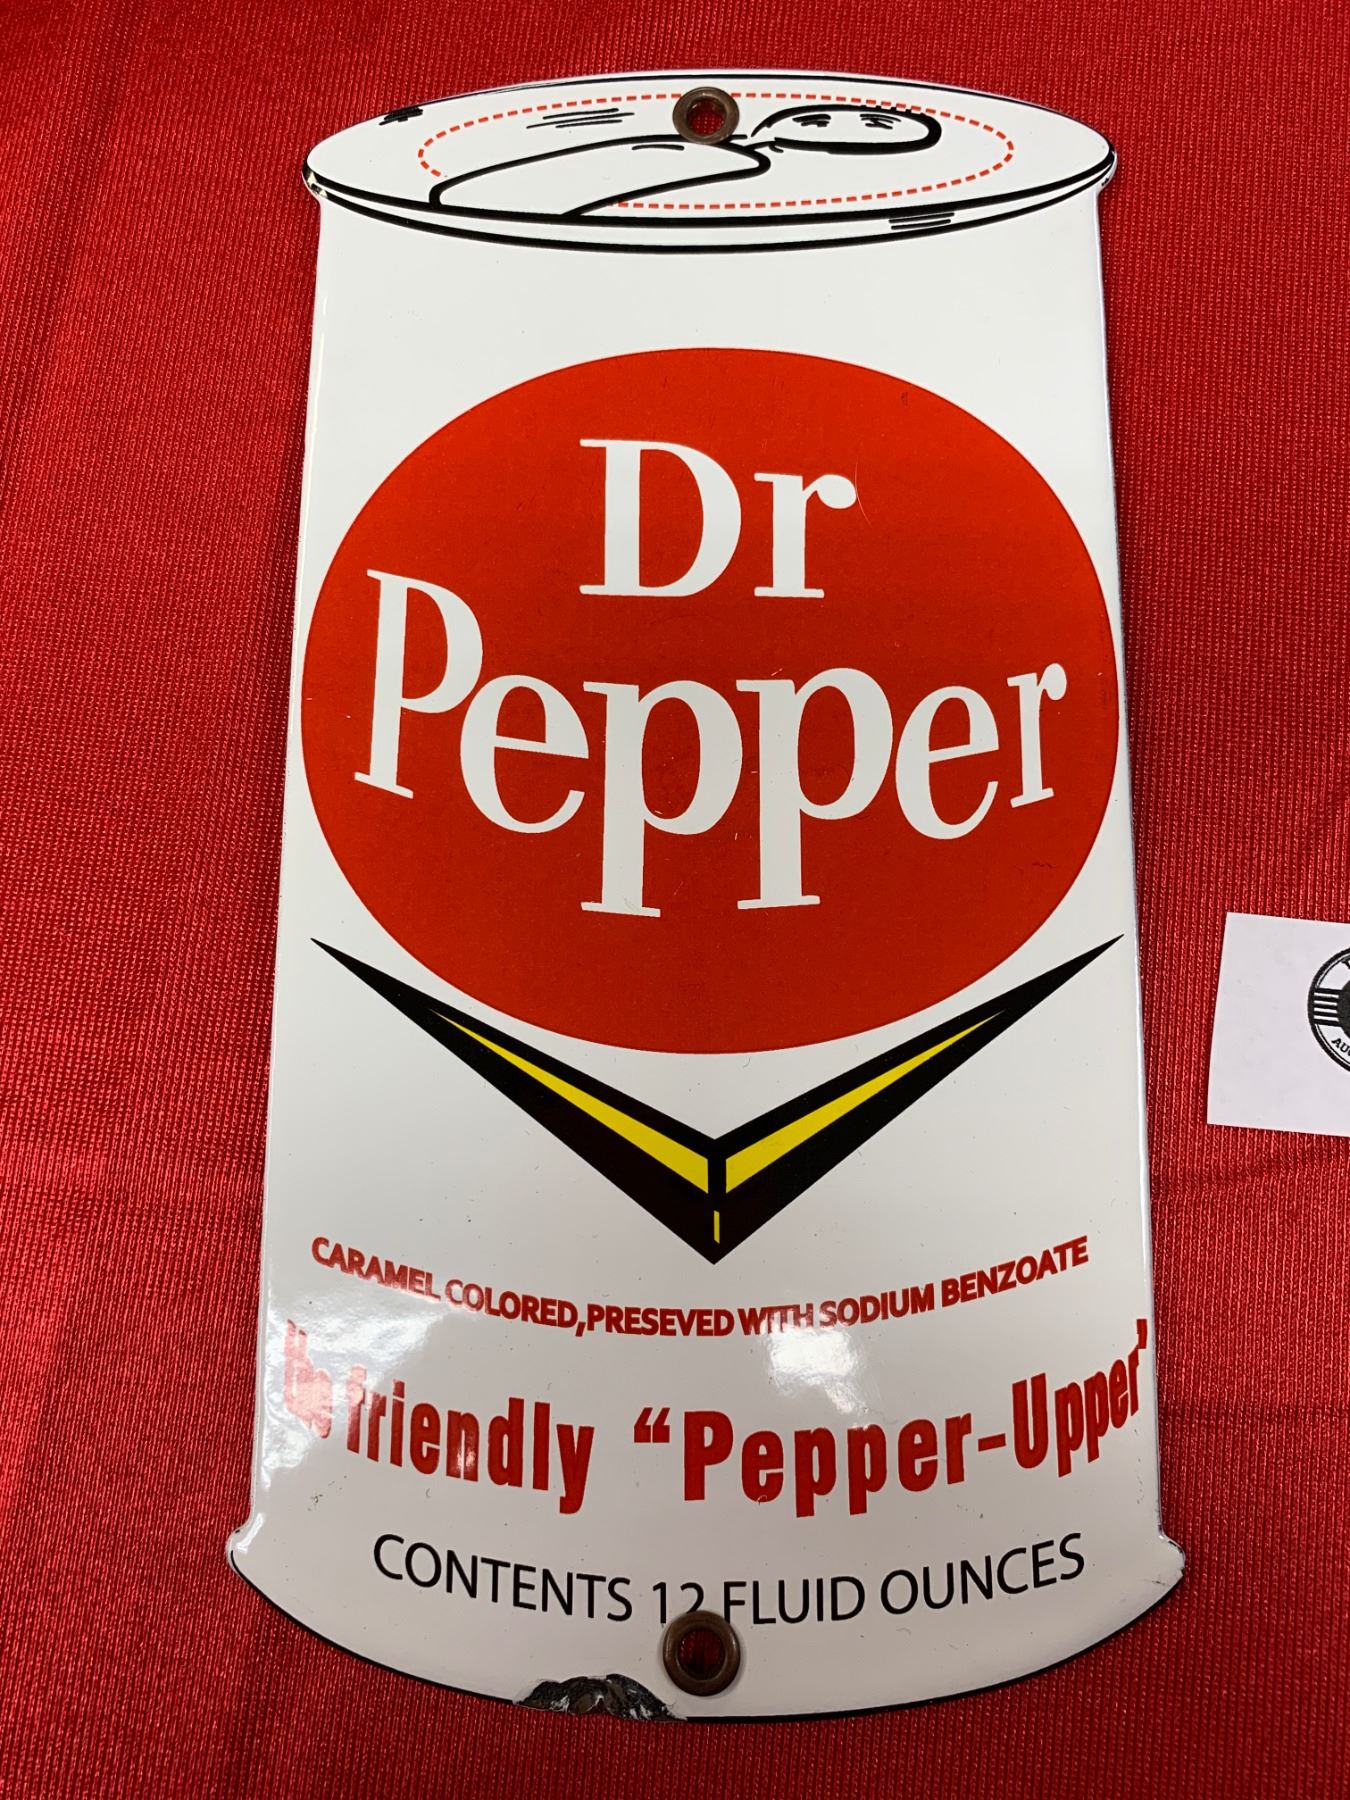 Dr
Pepper
CARAMEL COLORED,PRESEVED WITH SODIUM BENZOATE
the friendly “Pepper-Upper”
CONTENTS 12 FLUID OUNCES